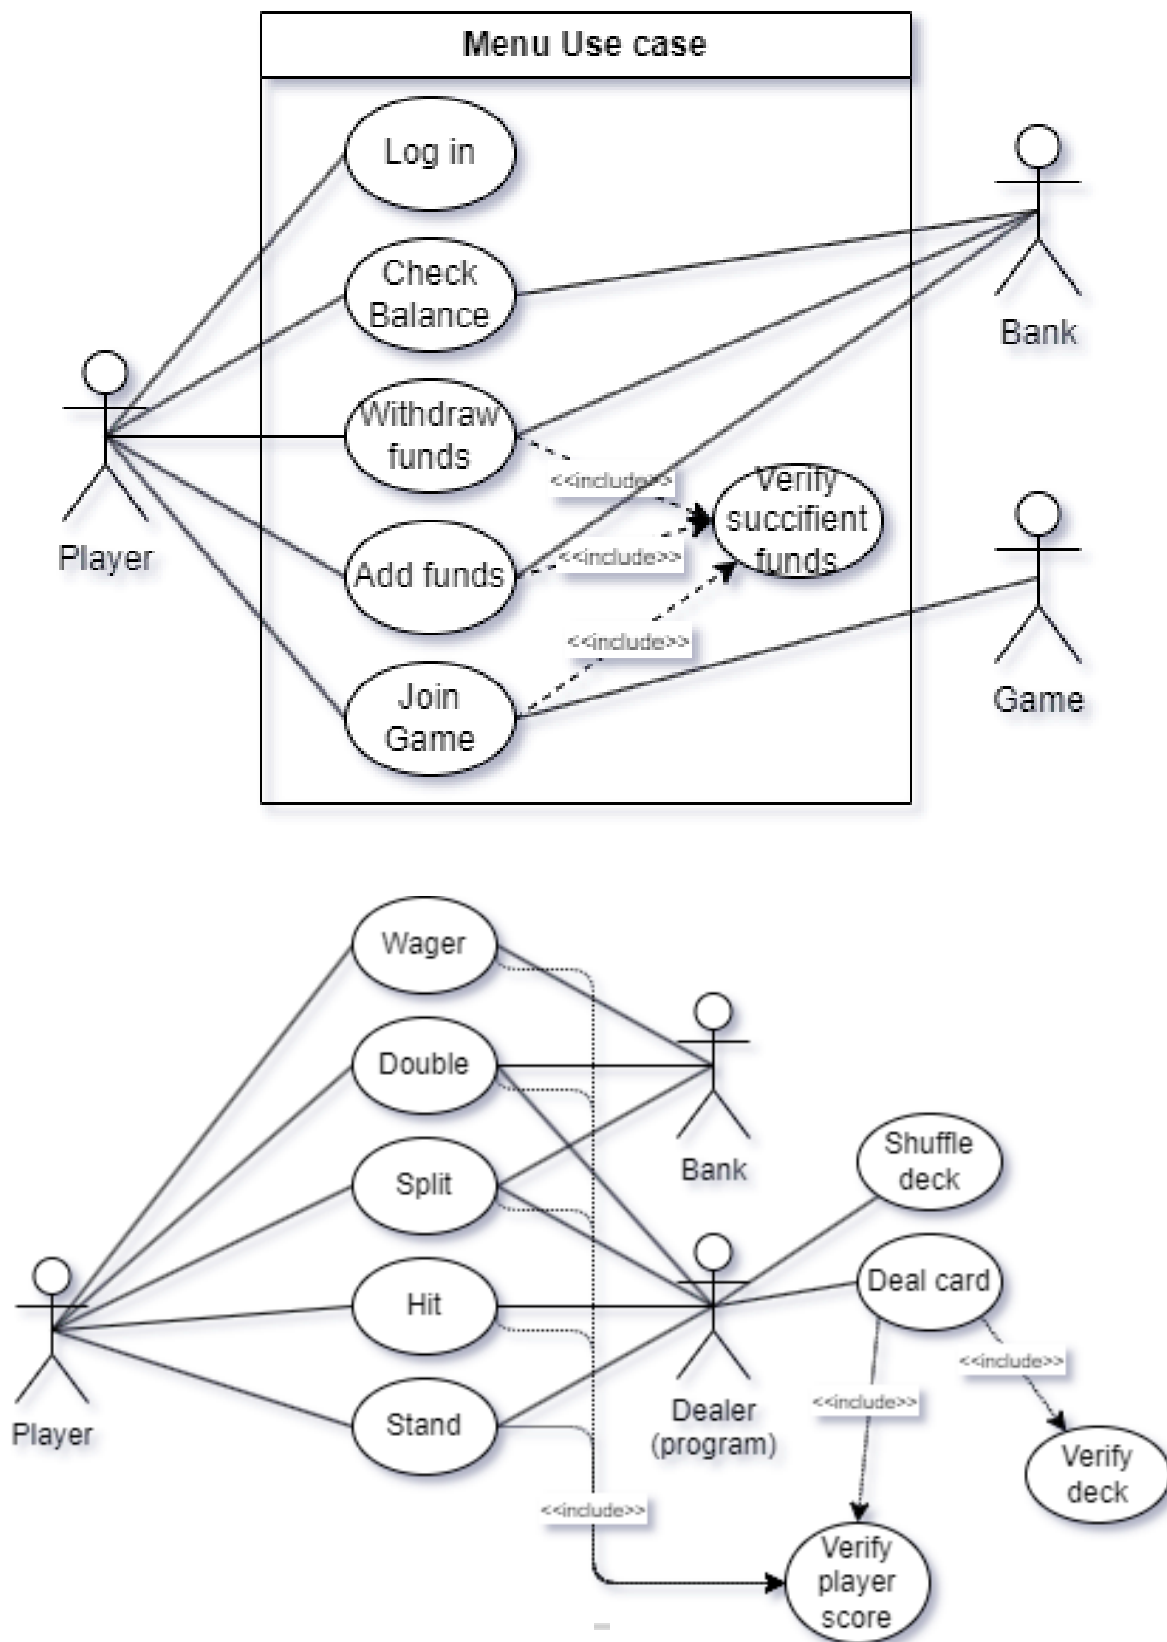 Menu Use case
Log in
Check
Balance
Bank
Withdraw
funds
<<include>>
Verify
succifient
funds
Player
Add funds
<<include>>
<<include>>
Join
Game
Game
Wager
Double
Bank
Shuffle
deck
Split
Deal card
Hit
<<include>>
<<include>>
Player
Stand
Dealer
(program)
Verify
deck
<<include>>
Verify
player
score